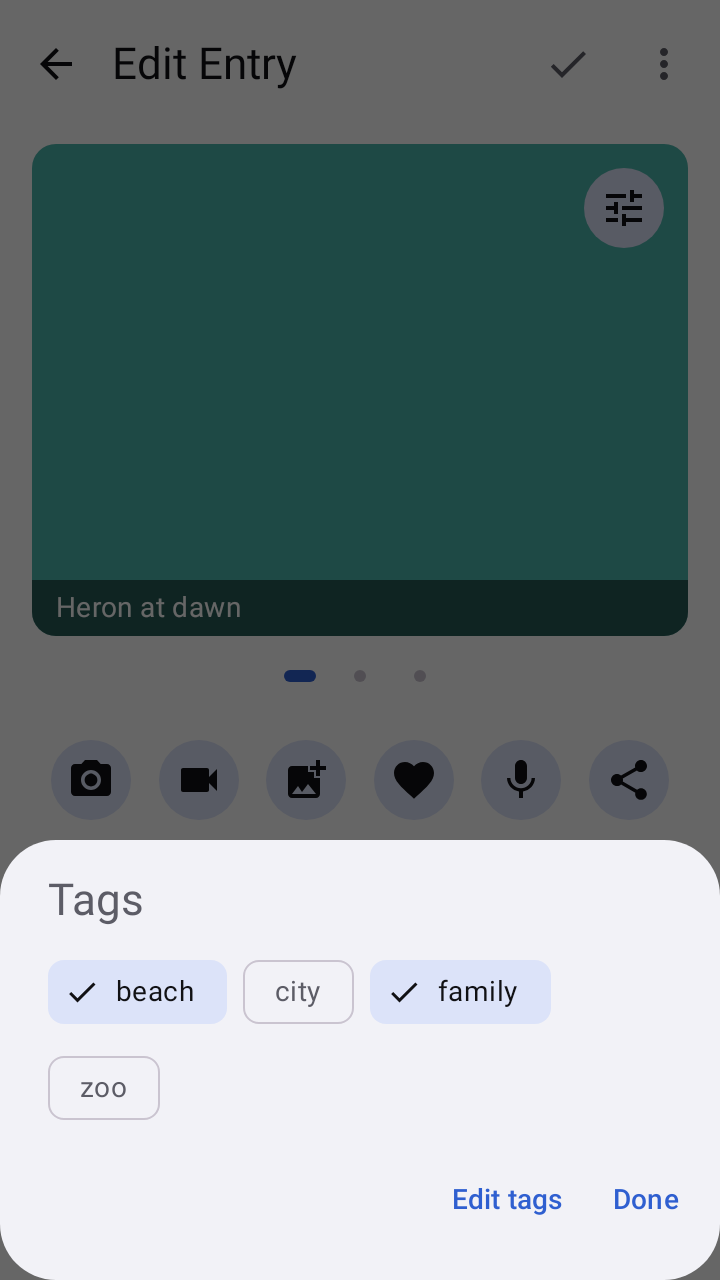 Edit Entry
Heron at dawn
Tags
beach city family
zoo
Edit tags Done